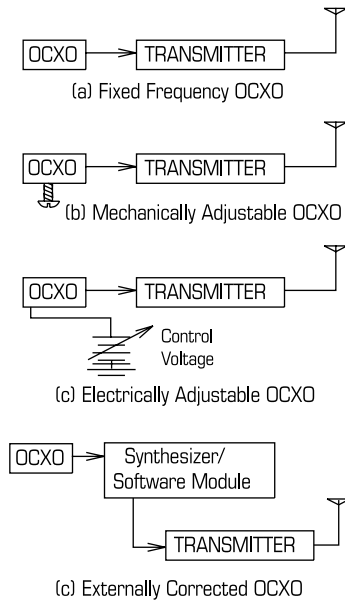 OCXO TRANSMITTER
(a) Fixed Frequency OCXO
OCXO TRANSMITTER
(b) Mechanically Adjustable OCXO
OCXO TRANSMITTER
Control
Voltage
(c) Electrically Adjustable OCXO
OCXO
Synthesizer/
Software Module
TRANSMITTER
(c) Externally Corrected OCXO